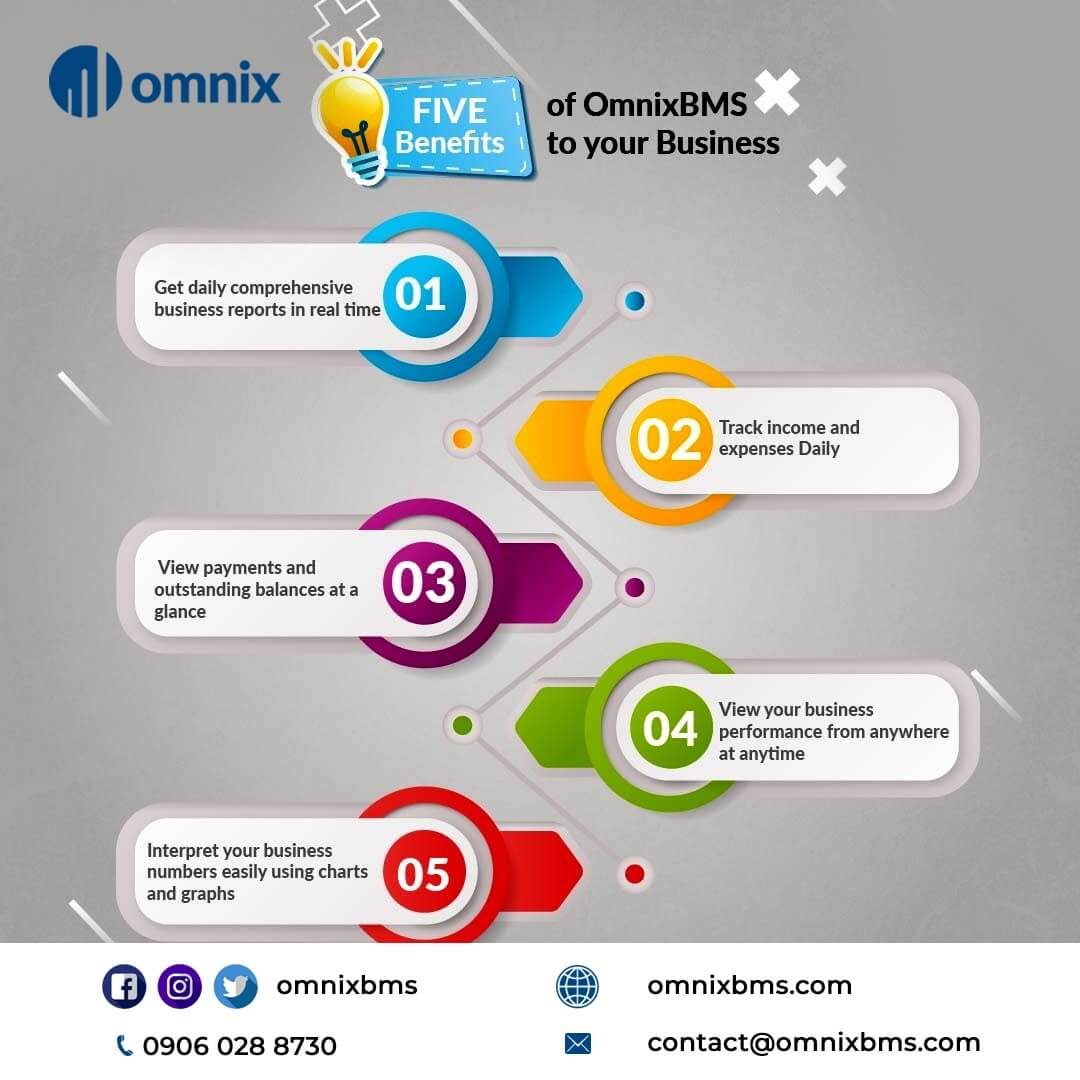 omnix
FIVE
Benefits
of OmnixBMS
to your Business
Get daily comprehensive
business reports in real time
01
02
Track income and
expenses Daily
View payments and
outstanding balances at a
glance
03
04
View your business
performance from anywhere
at anytime
Interpret your business
numbers easily using charts
and graphs
05
omnixbms
omnixbms.com
0906 028 8730
contact@omnixbms.com